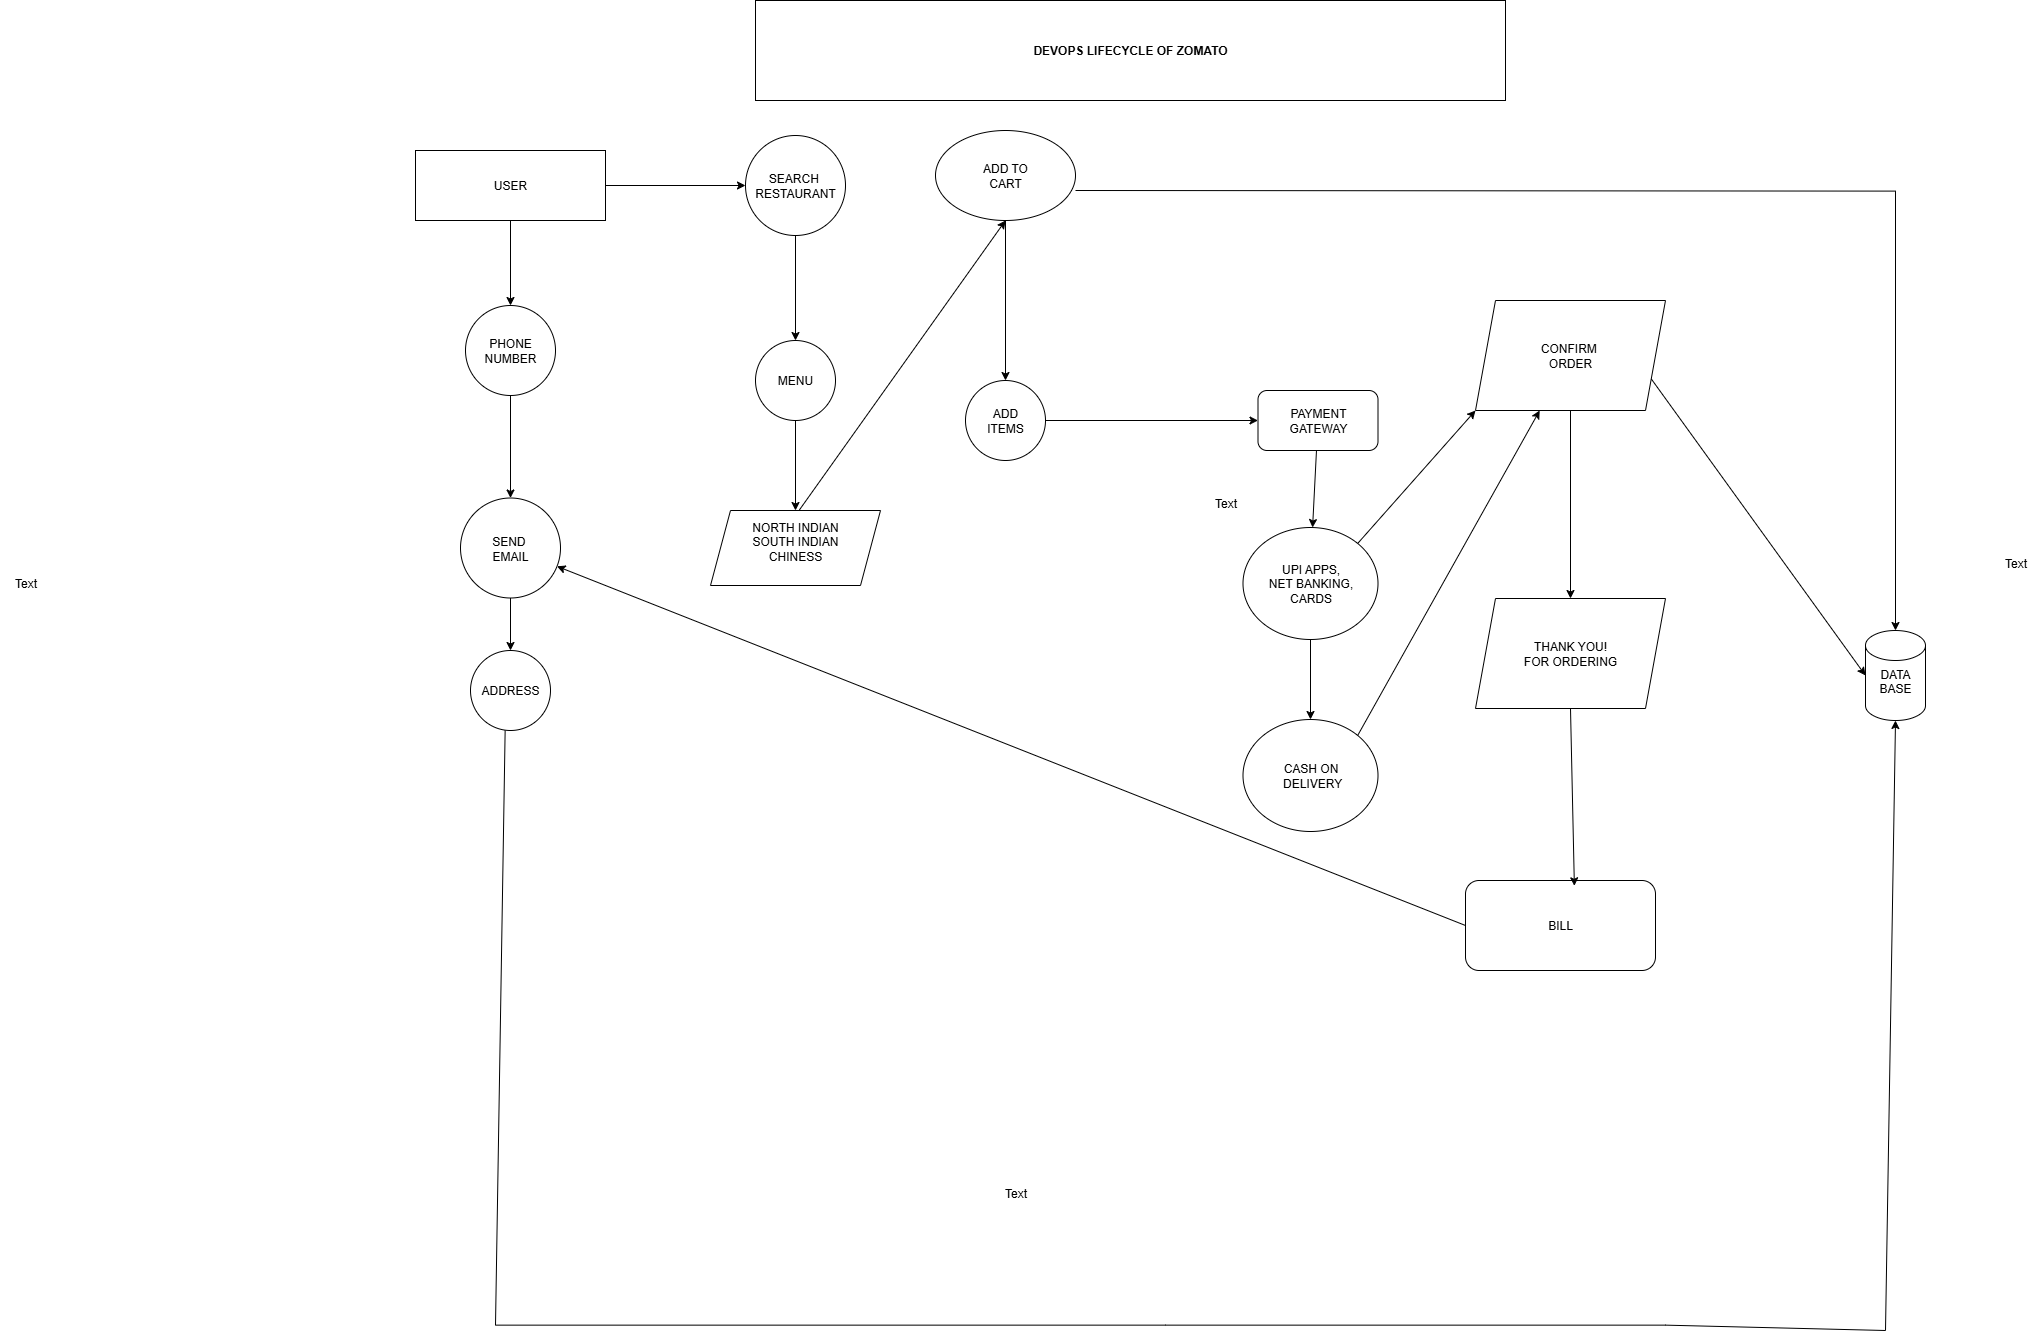 DEVOPS LIFECYCLE OF ZOMATO
USER
SEARCH
RESTAURANT
ADD TO
CART
PHONE
NUMBER
MENU
ADD
ITEMS
PAYMENT
GATEWAY
CONFIRM
ORDER
Text
SEND
EMAIL
NORTH INDIAN
SOUTH INDIAN
CHINESS
UPI APPS,
NET BANKING,
CARDS
Text
Text
ADDRESS
THANK YOU!
FOR ORDERING
DATA
BASE
CASH ON
DELIVERY
BILL
Text